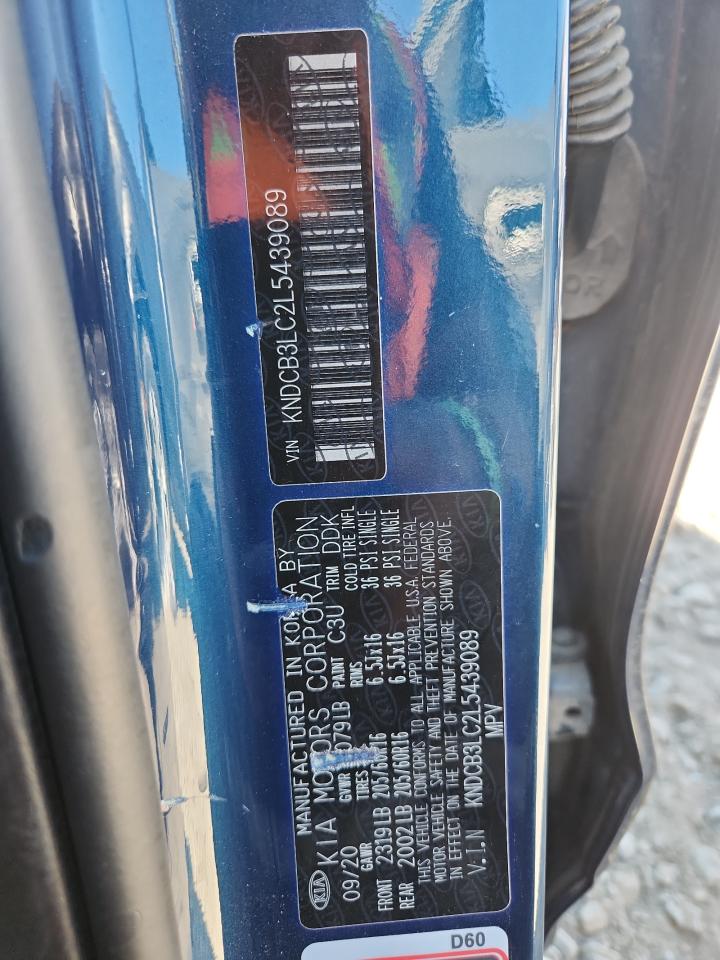 VIN KNDCB3LC2L5439089
MANUFACTURED IN KOREA BY
KIA KIA MOTORS CORPORATION
09/20 GVWR PAINT C3U TRIM DDK
GAWR TIRES RIMS COLD TIRE INFL
FRONT 2319LB 205/60R16 6.5Jx16 36 PSI SINGLE
REAR 2002LB 205/60R16 6.5Jx16 36 PSI SINGLE
THIS VEHICLE CONFORMS TO ALL APPLICABLE U.S.A. FEDERAL
MOTOR VEHICLE SAFETY AND THEFT PREVENTION STANDARDS
IN EFFECT ON THE DATE OF MANUFACTURE SHOWN ABOVE.
V.I.N KNDCB3LC2L5439089
MPV
D60